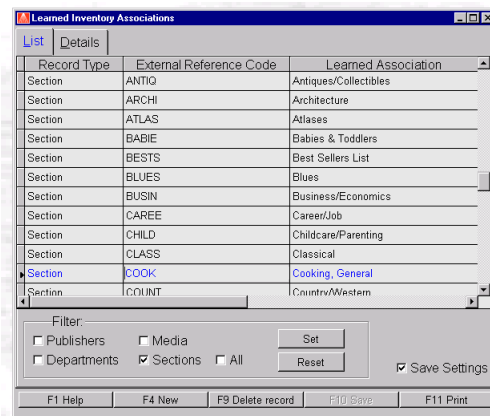 Learned Inventory Associations
List Details
Record Type External Reference Code Learned Association
Section ANTIQ Antiques/Collectibles
Section ARCHI Architecture
Section ATLAS Atlases
Section BABIE Babies & Toddlers
Section BESTS Best Sellers List
Section BLUES Blues
Section BUSIN Business/Economics
Section CAREE Career/Job
Section CHILD Childcare/Parenting
Section CLASS Classical
Section COOK Cooking, General
Section COUNT Country/Western
Filter:
Publishers Media Set
Departments Sections All Reset
Save Settings
F1 Help F4 New F9 Delete record F10 Save F11 Print